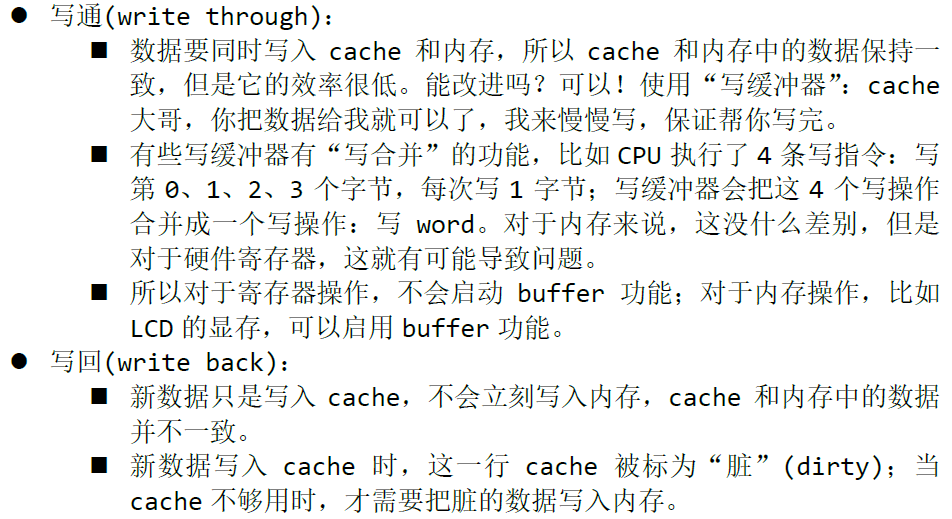 ● 写通(write through):
■ 数据要同时写入 cache 和内存，所以 cache 和内存中的数据保持一
致，但是它的效率很低。能改进吗？可以！使用“写缓冲器”：cache
大哥，你把数据给我就可以了，我来慢慢写，保证帮你写完。
■ 有些写缓冲器有“写合并”的功能，比如 CPU 执行了 4 条写指令：写
第 0、1、2、3 个字节，每次写 1 字节；写缓冲器会把这 4 个写操作
合并成一个写操作：写 word。对于内存来说，这没什么差别，但是
对于硬件寄存器，这就有可能导致问题。
■ 所以对于寄存器操作，不会启动 buffer 功能；对于内存操作，比如
LCD 的显存，可以启用 buffer 功能。
● 写回(write back):
■ 新数据只是写入 cache，不会立刻写入内存，cache 和内存中的数据
并不一致。
■ 新数据写入 cache 时，这一行 cache 被标为“脏”(dirty)；当
cache 不够用时，才需要把脏的数据写入内存。